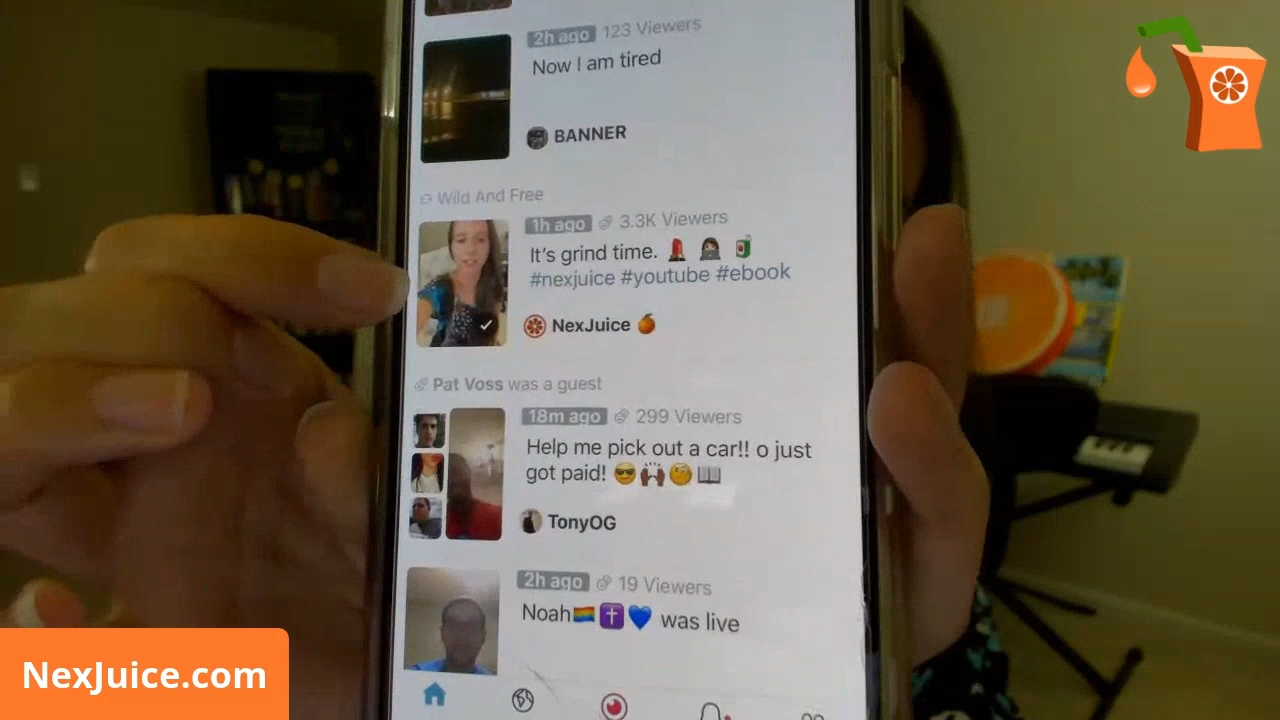 2h ago 123 Viewers
Now I am tired
BANNER
Wild And Free
1h ago 3.3K Viewers
It's grind time. 💄 🥷🏽 🧃
#nexjuice #youtube #ebook
NexJuice 🍊
Pat Voss was a guest
18m ago 299 Viewers
Help me pick out a car!! o just
got paid! 😎🙌🏿🧐📖
TonyOG
2h ago 19 Viewers
Noah🏳️‍🌈✝️💙 was live
NexJuice.com